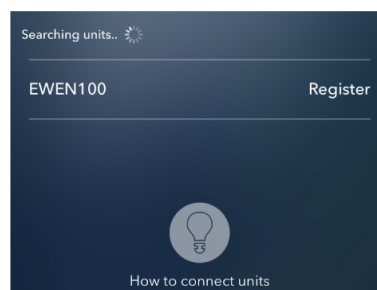 Searching units..
EWEN100 Register
How to connect units